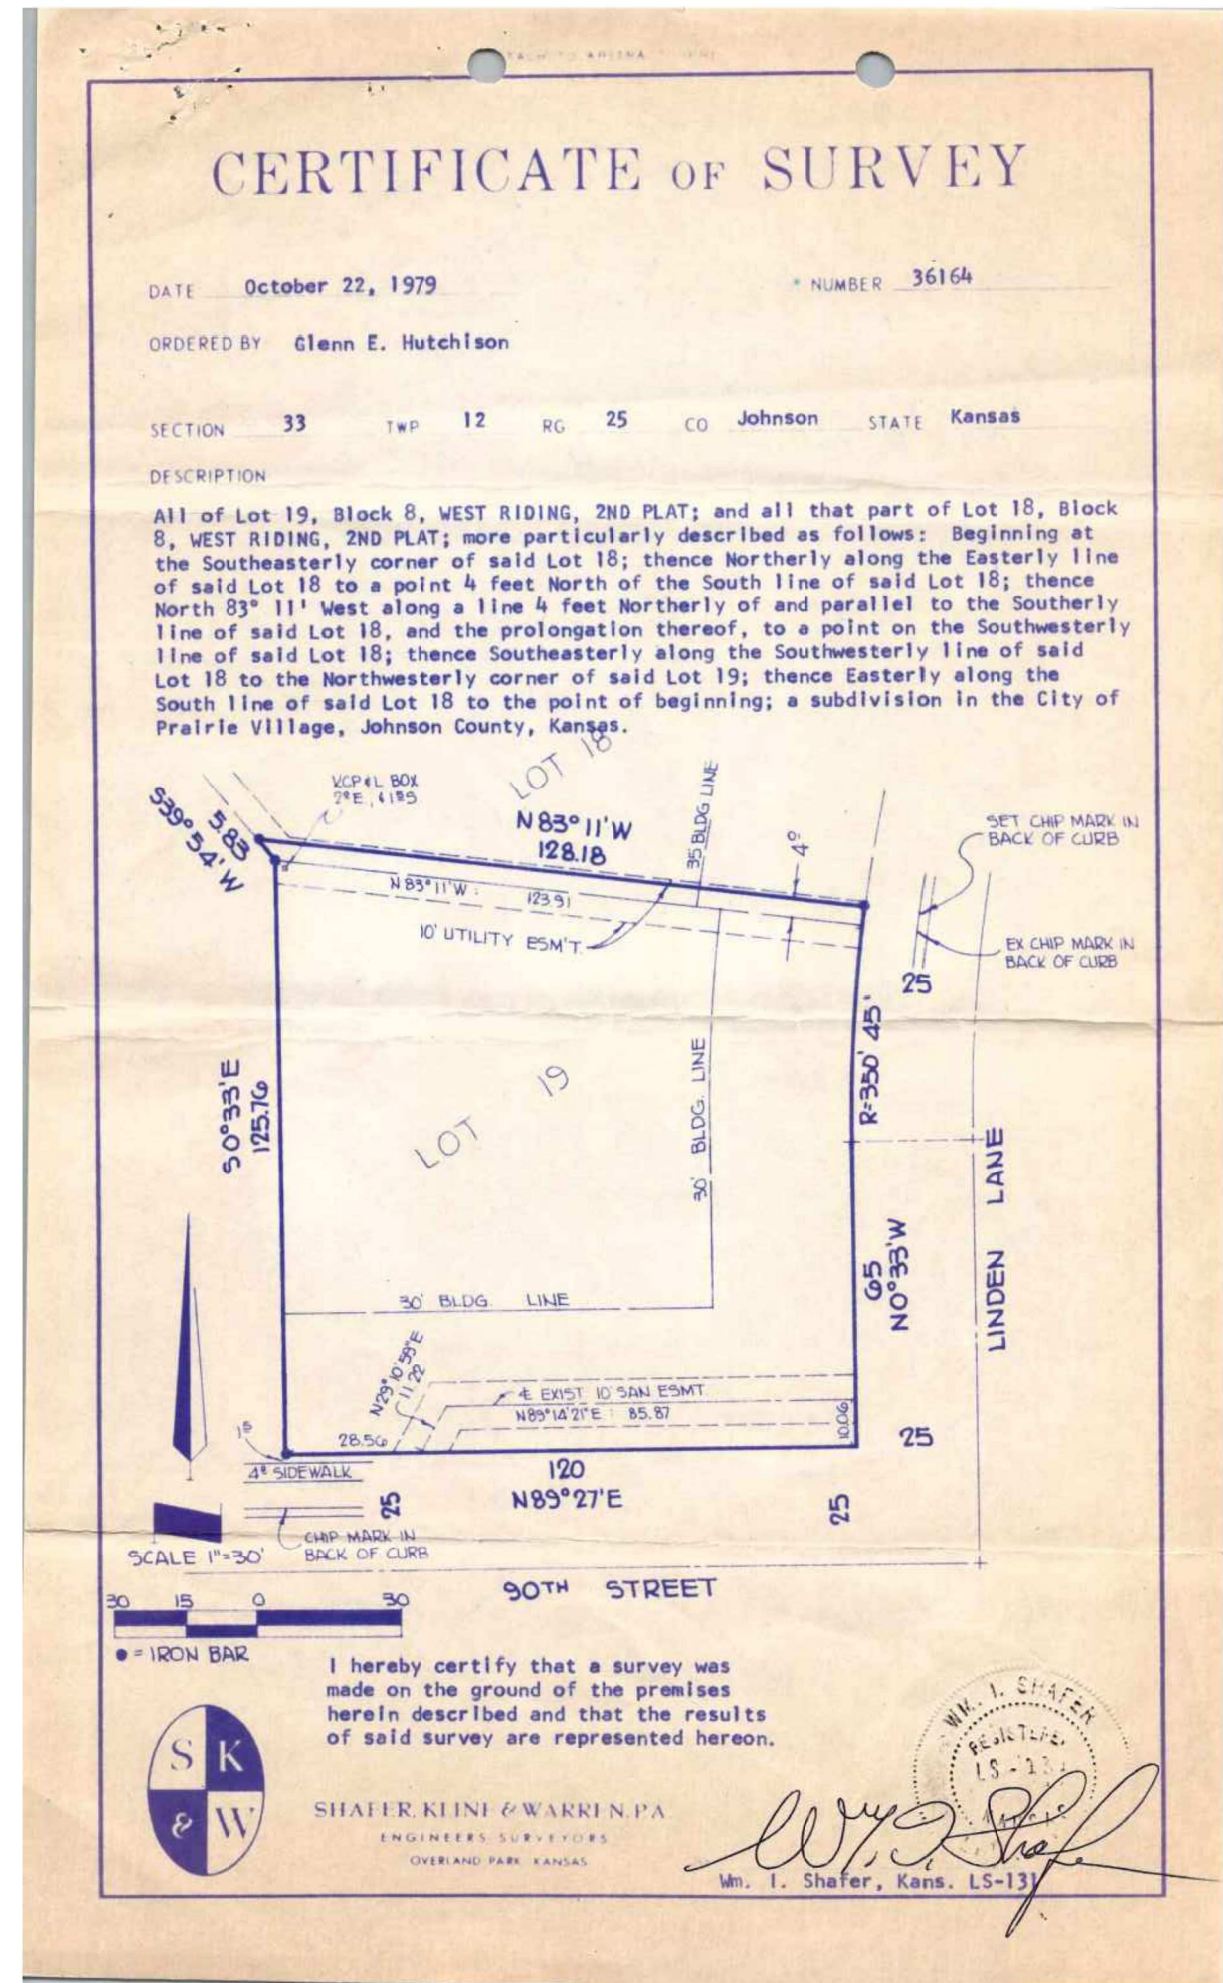 CERTIFICATE OF SURVEY
DATE October 22, 1979
NUMBER 36164
ORDERED BY Glenn E. Hutchison
SECTION 33 TWP 12 RG 25 CO Johnson STATE Kansas
DESCRIPTION
All of Lot 19, Block 8, WEST RIDING, 2ND PLAT; and all that part of Lot 18, Block
8, WEST RIDING, 2ND PLAT; more particularly described as follows: Beginning at
the Southeasterly corner of said Lot 18; thence Northerly along the Easterly line
of said Lot 18 to a point 4 feet North of the South line of said Lot 18; thence
North 83° 11' West along a line 4 feet Northerly of and parallel to the Southerly
line of said Lot 18, and the prolongation thereof, to a point on the Southwesterly
line of said Lot 18; thence Southeasterly along the Southwesterly line of said
Lot 18 to the Northwesterly corner of said Lot 19; thence Easterly along the
South line of said Lot 18 to the point of beginning; a subdivision in the City of
Prairie Village, Johnson County, Kansas.
LOT 18
KCP&L BOX
5.83
S39° 54'W
N83°11'W
128.18
35 BLDG LINE
4°
SET CHIP MARK IN
BACK OF CURB
N83°11'W
123.91
10' UTILITY ESM'T.
EX CHIP MARK IN
BACK OF CURB
25
R=350' 45'
S0°33'E
125.76
LOT 19
30' BLDG. LINE
LINDEN LANE
65
N0°33'W
30' BLDG. LINE
N29°10'59"E
11.22
℄ EXIST. 10' SAN ESMT.
N89°14'21"E : 85.87
10.06
28.56
25
4° SIDEWALK
120
N89°27'E
25
25
CHIP MARK IN
BACK OF CURB
SCALE 1"=30'
90TH STREET
30 15 0 30
● = IRON BAR
I hereby certify that a survey was
made on the ground of the premises
herein described and that the results
of said survey are represented hereon.
S K
& W
SHAFER, KLINE & WARREN, P.A.
ENGINEERS SURVEYORS
OVERLAND PARK KANSAS
WM. I. SHAFER
REGISTERED
Wm. I. Shafer
Wm. I. Shafer, Kans. LS-131